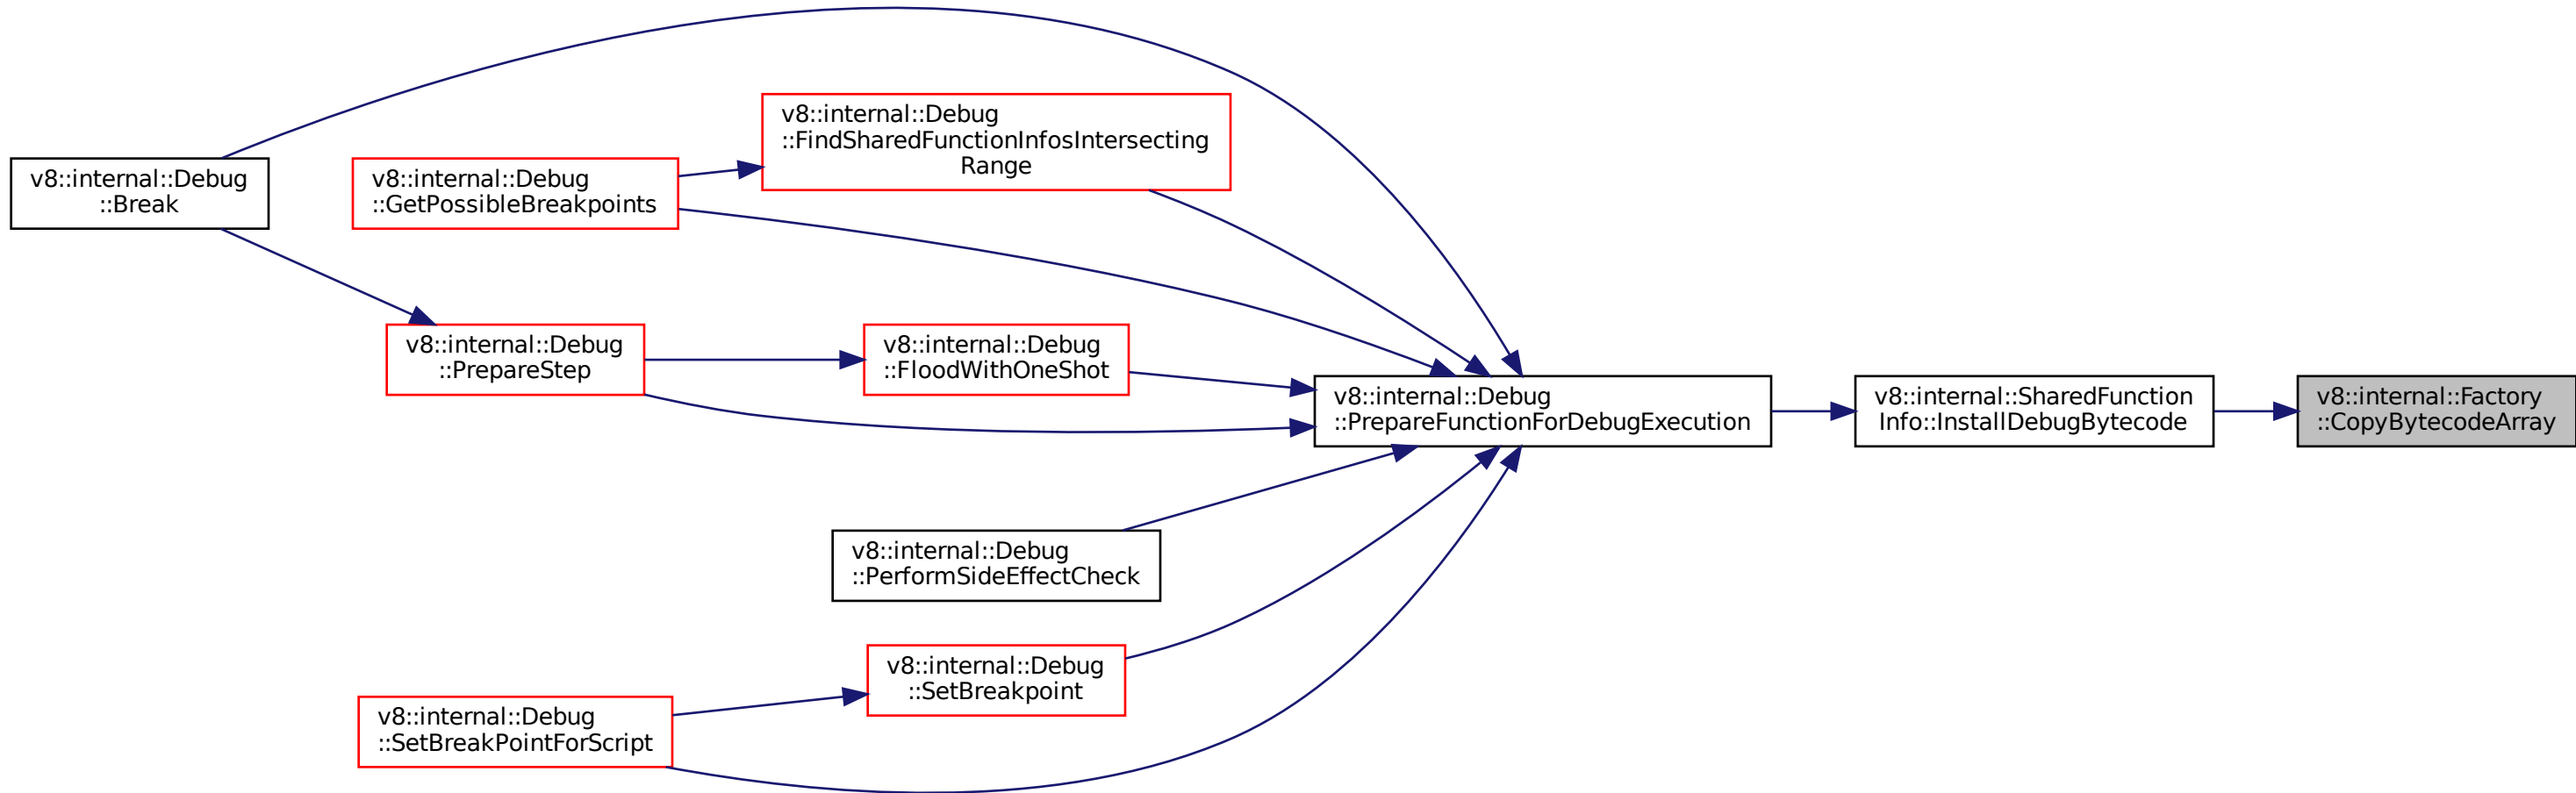 v8::internal::Debug
::FindSharedFunctionInfosIntersecting
Range
v8::internal::Debug
::Break
v8::internal::Debug
::GetPossibleBreakpoints
v8::internal::Debug
::PrepareStep
v8::internal::Debug
::FloodWithOneShot
v8::internal::Debug
::PrepareFunctionForDebugExecution
v8::internal::SharedFunction
Info::InstallDebugBytecode
v8::internal::Factory
::CopyBytecodeArray
v8::internal::Debug
::PerformSideEffectCheck
v8::internal::Debug
::SetBreakpoint
v8::internal::Debug
::SetBreakPointForScript